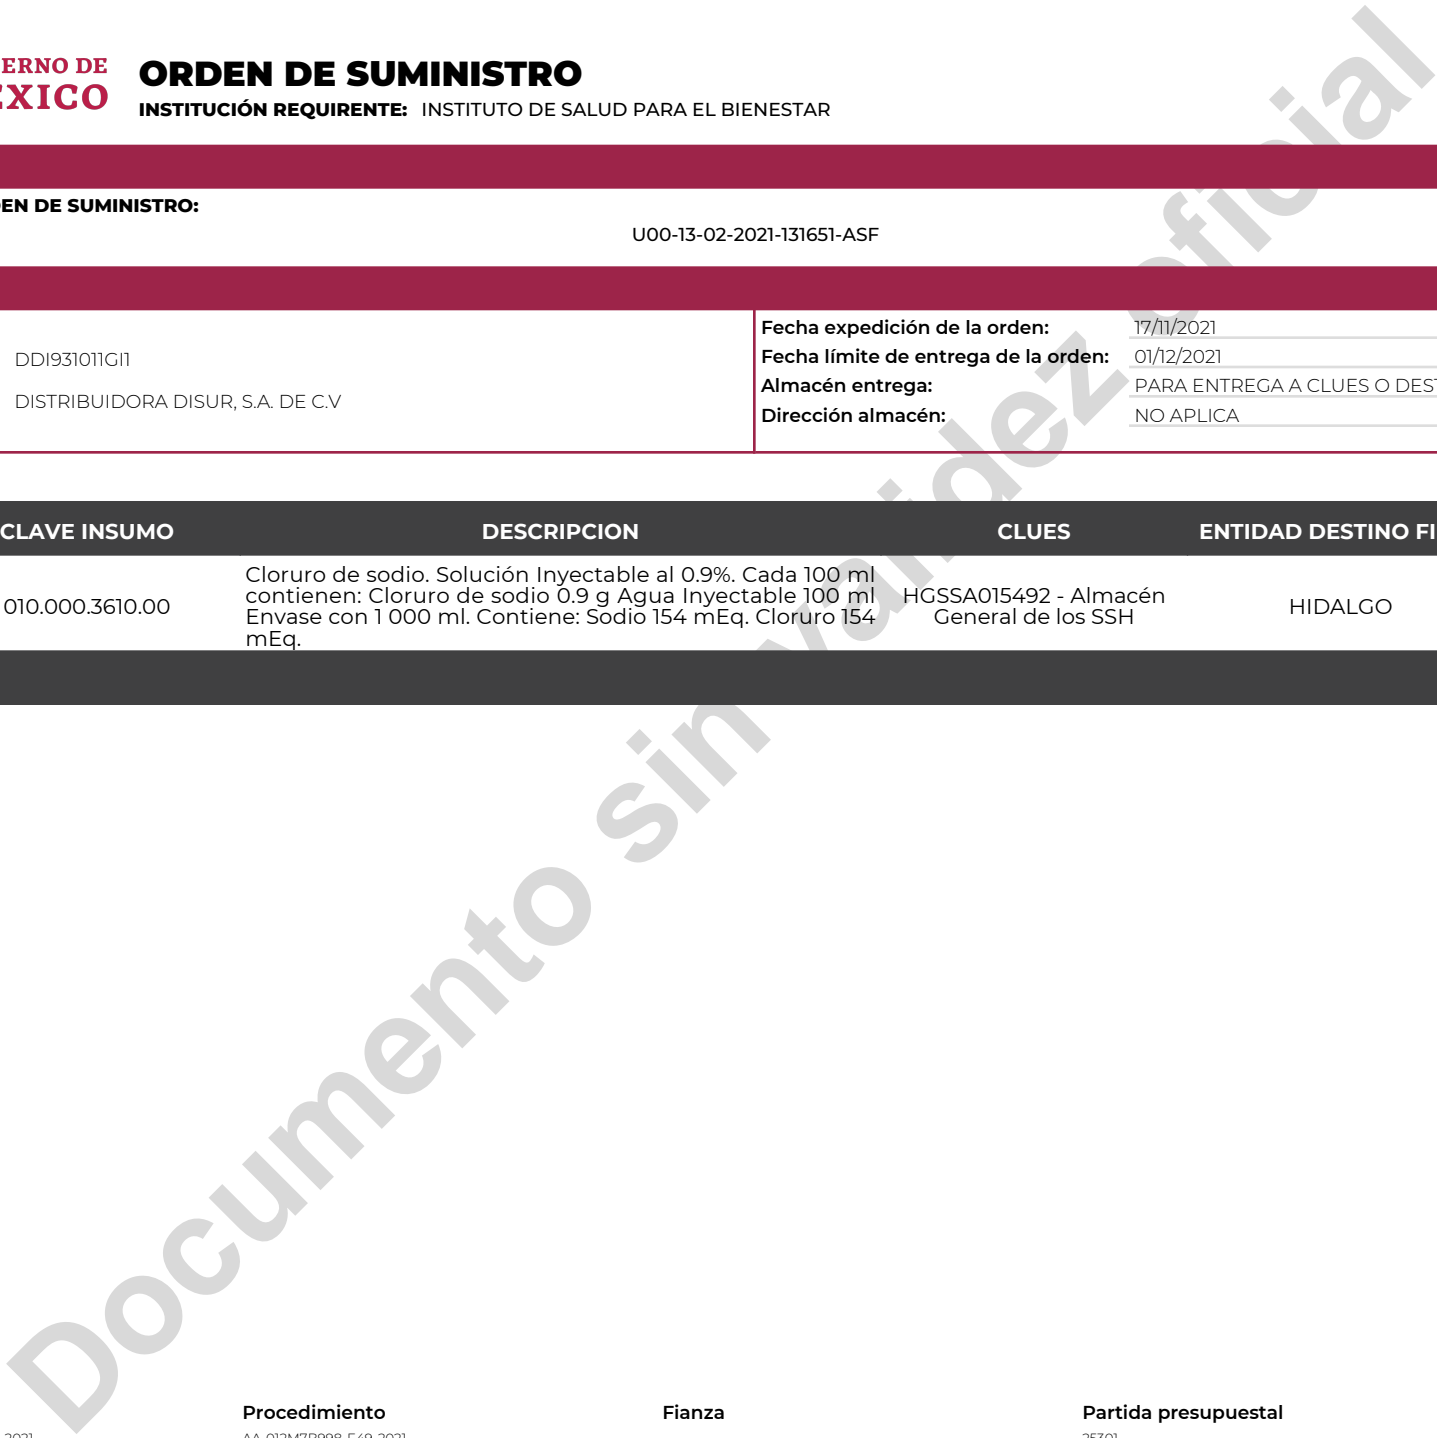 ERNO DE
ÉXICO
ORDEN DE SUMINISTRO
INSTITUCIÓN REQUIRENTE: INSTITUTO DE SALUD PARA EL BIENESTAR
EN DE SUMINISTRO:
U00-13-02-2021-131651-ASF
DDI931011GI1
DISTRIBUIDORA DISUR, S.A. DE C.V
Fecha expedición de la orden: 17/11/2021
Fecha límite de entrega de la orden: 01/12/2021
Almacén entrega: PARA ENTREGA A CLUES O DEST
Dirección almacén: NO APLICA
CLAVE INSUMO DESCRIPCION CLUES ENTIDAD DESTINO FI
010.000.3610.00
Cloruro de sodio. Solución Inyectable al 0.9%. Cada 100 ml
contienen: Cloruro de sodio 0.9 g Agua Inyectable 100 ml
Envase con 1 000 ml. Contiene: Sodio 154 mEq. Cloruro 154
mEq.
HGSSA015492 - Almacén
General de los SSH
HIDALGO
Documento sin validez oficial
Procedimiento Fianza Partida presupuestal